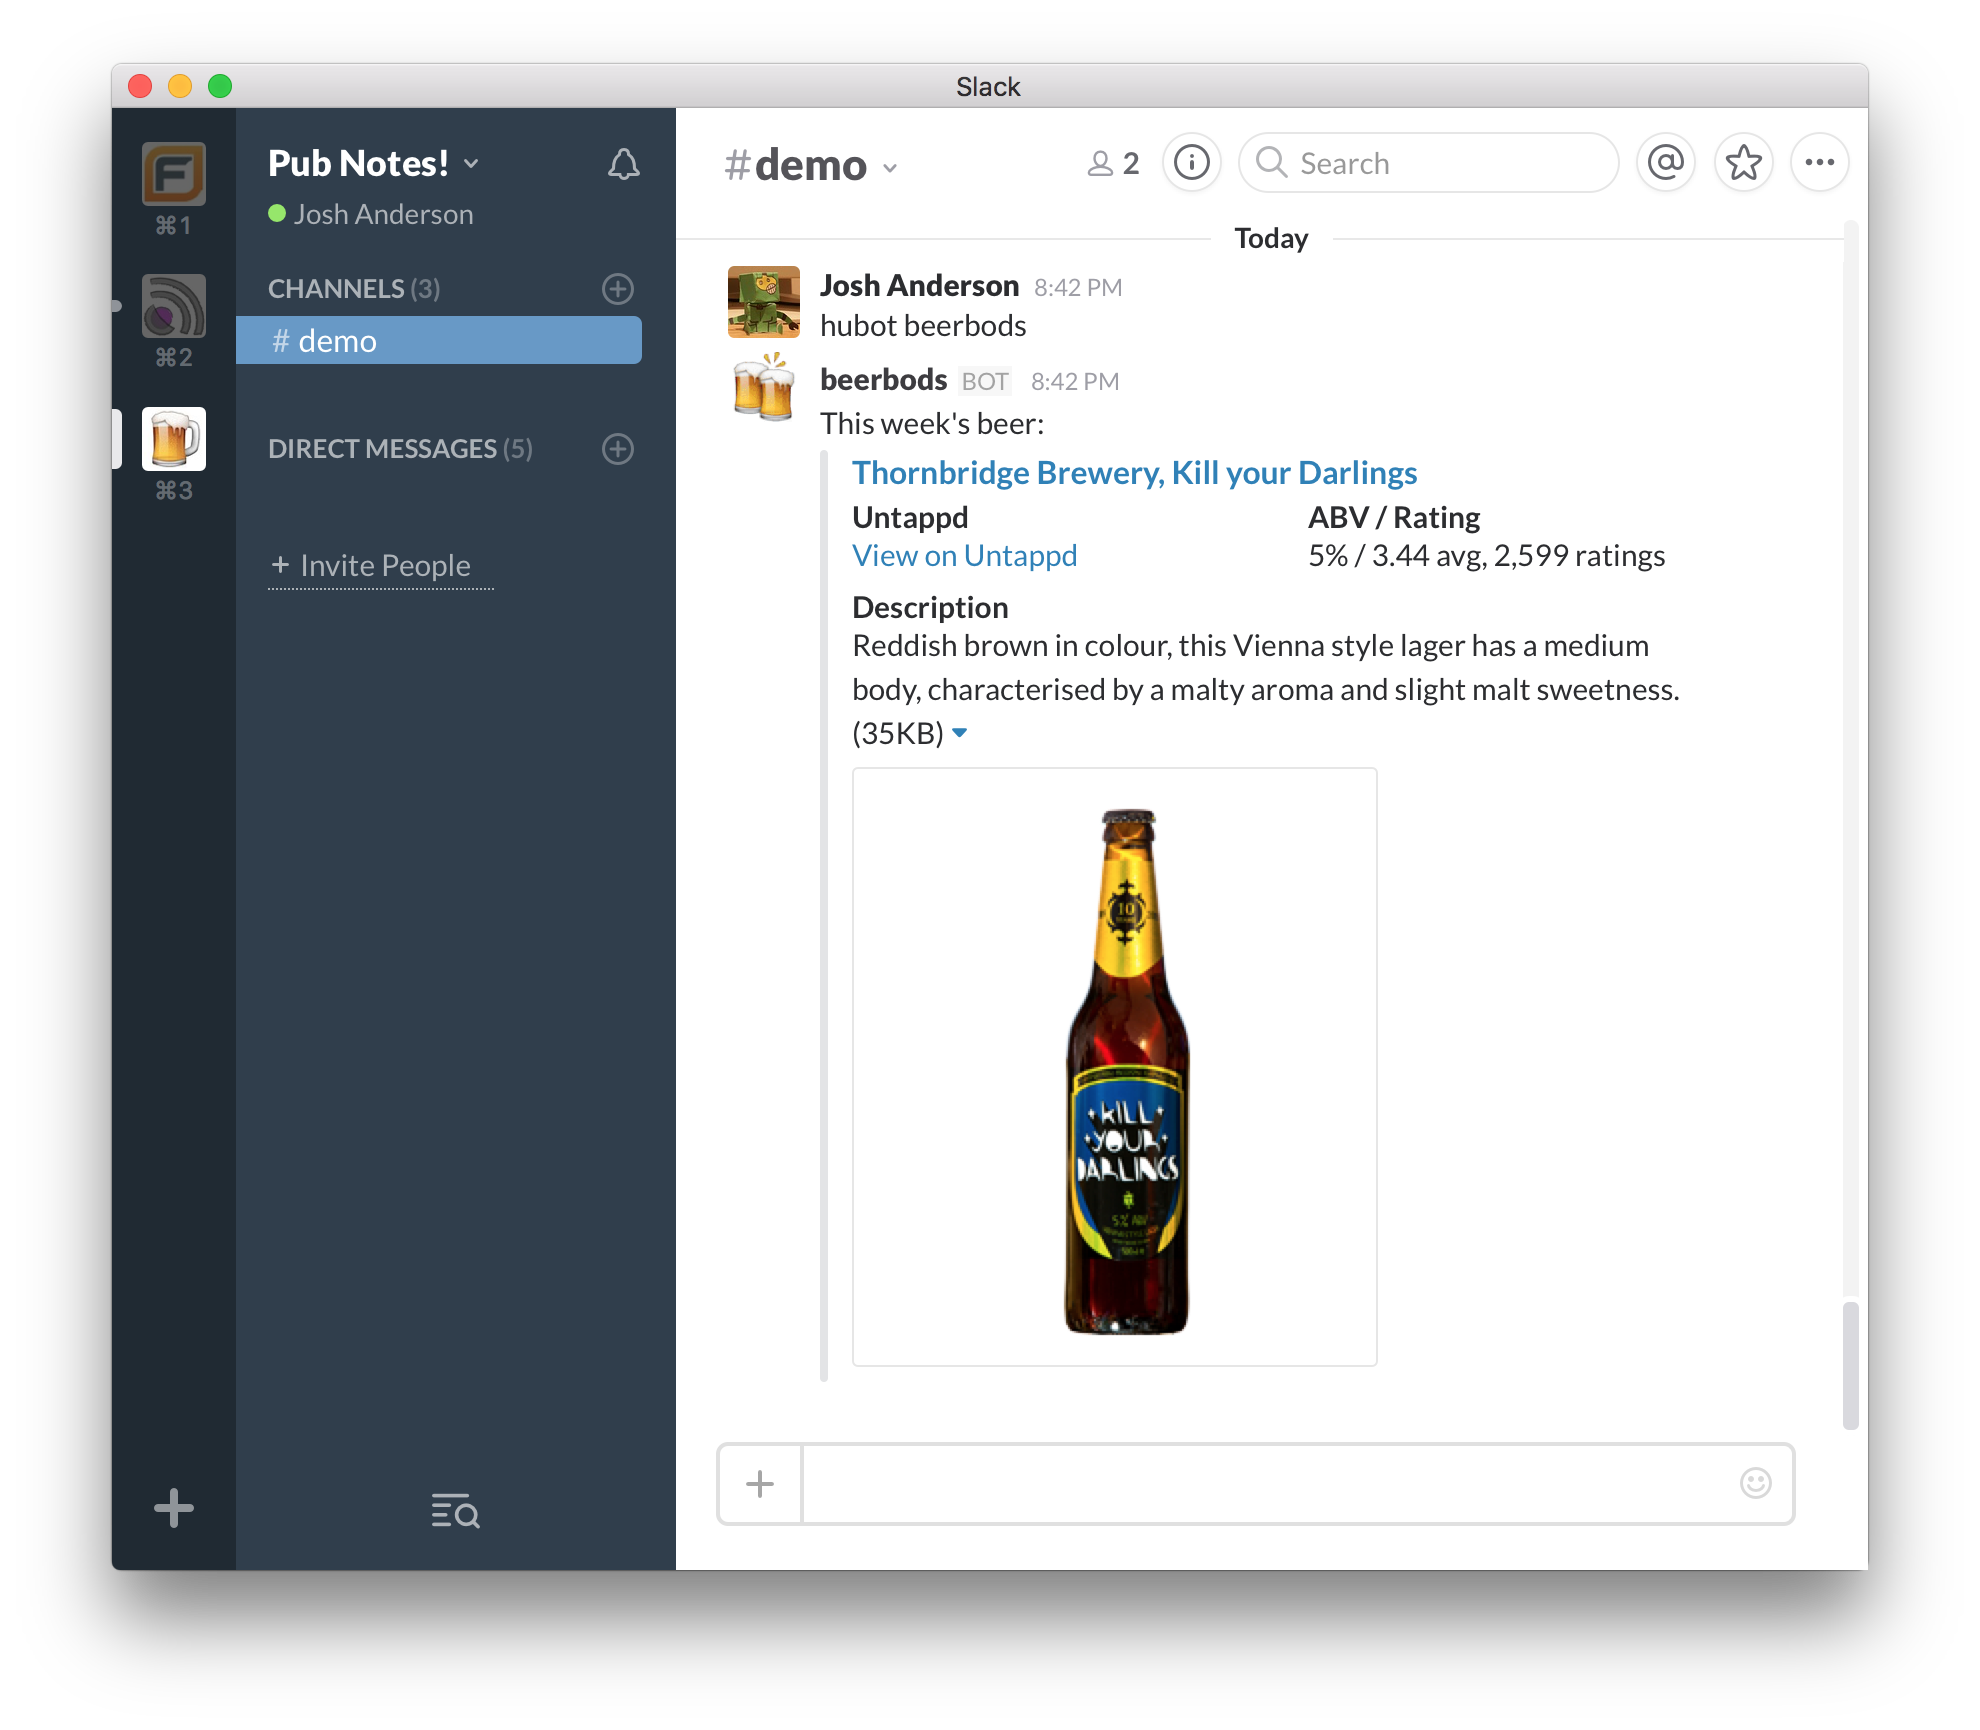 Slack
F
⌘1
⌘2
⌘3
Pub Notes!
Josh Anderson
CHANNELS (3)
# demo
DIRECT MESSAGES (5)
+ Invite People
#demo
2
Search
Today
Josh Anderson 8:42 PM
hubot beerbods
beerbods BOT 8:42 PM
This week's beer:
Thornbridge Brewery, Kill your Darlings
Untappd
View on Untappd
ABV / Rating
5% / 3.44 avg, 2,599 ratings
Description
Reddish brown in colour, this Vienna style lager has a medium
body, characterised by a malty aroma and slight malt sweetness.
(35KB)
10
KILL
YOUR
DARLINGS